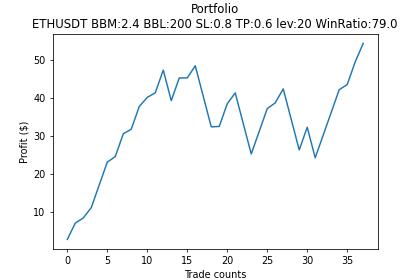 Portfolio
ETHUSDT BBM:2.4 BBL:200 SL:0.8 TP:0.6 lev:20 WinRatio:79.0
Profit ($)
50
40
30
20
10
0 5 10 15 20 25 30 35
Trade counts